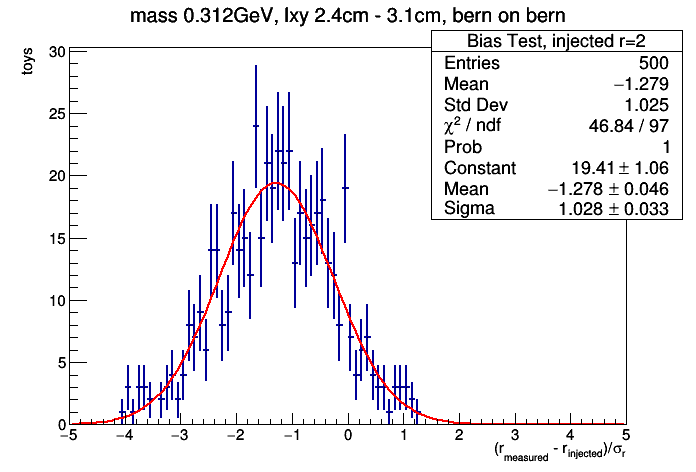 mass 0.312GeV, lxy 2.4cm - 3.1cm, bern on bern
toys
Bias Test, injected r=2
Entries 500
Mean −1.279
Std Dev 1.025
χ² / ndf 46.84 / 97
Prob 1
Constant 19.41 ± 1.06
Mean −1.278 ± 0.046
Sigma 1.028 ± 0.033
30
25
20
15
10
5
0
−5 −4 −3 −2 −1 0 1 2 3 4 5
(r_measured - r_injected)/σ_r